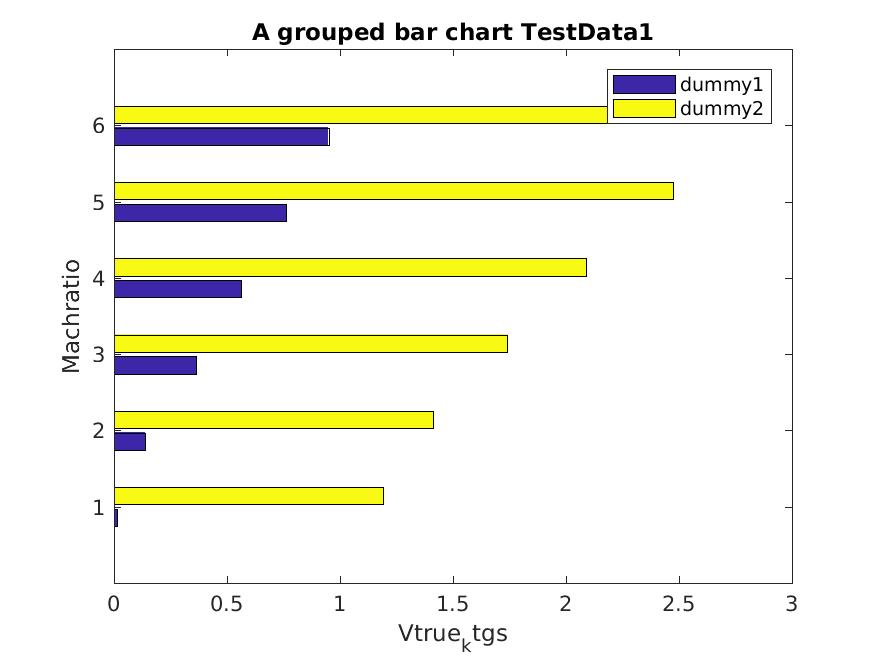 A grouped bar chart TestData1
dummy1
dummy2
6
5
4
3
2
1
Machratio
0 0.5 1 1.5 2 2.5 3
Vtrue_ktgs